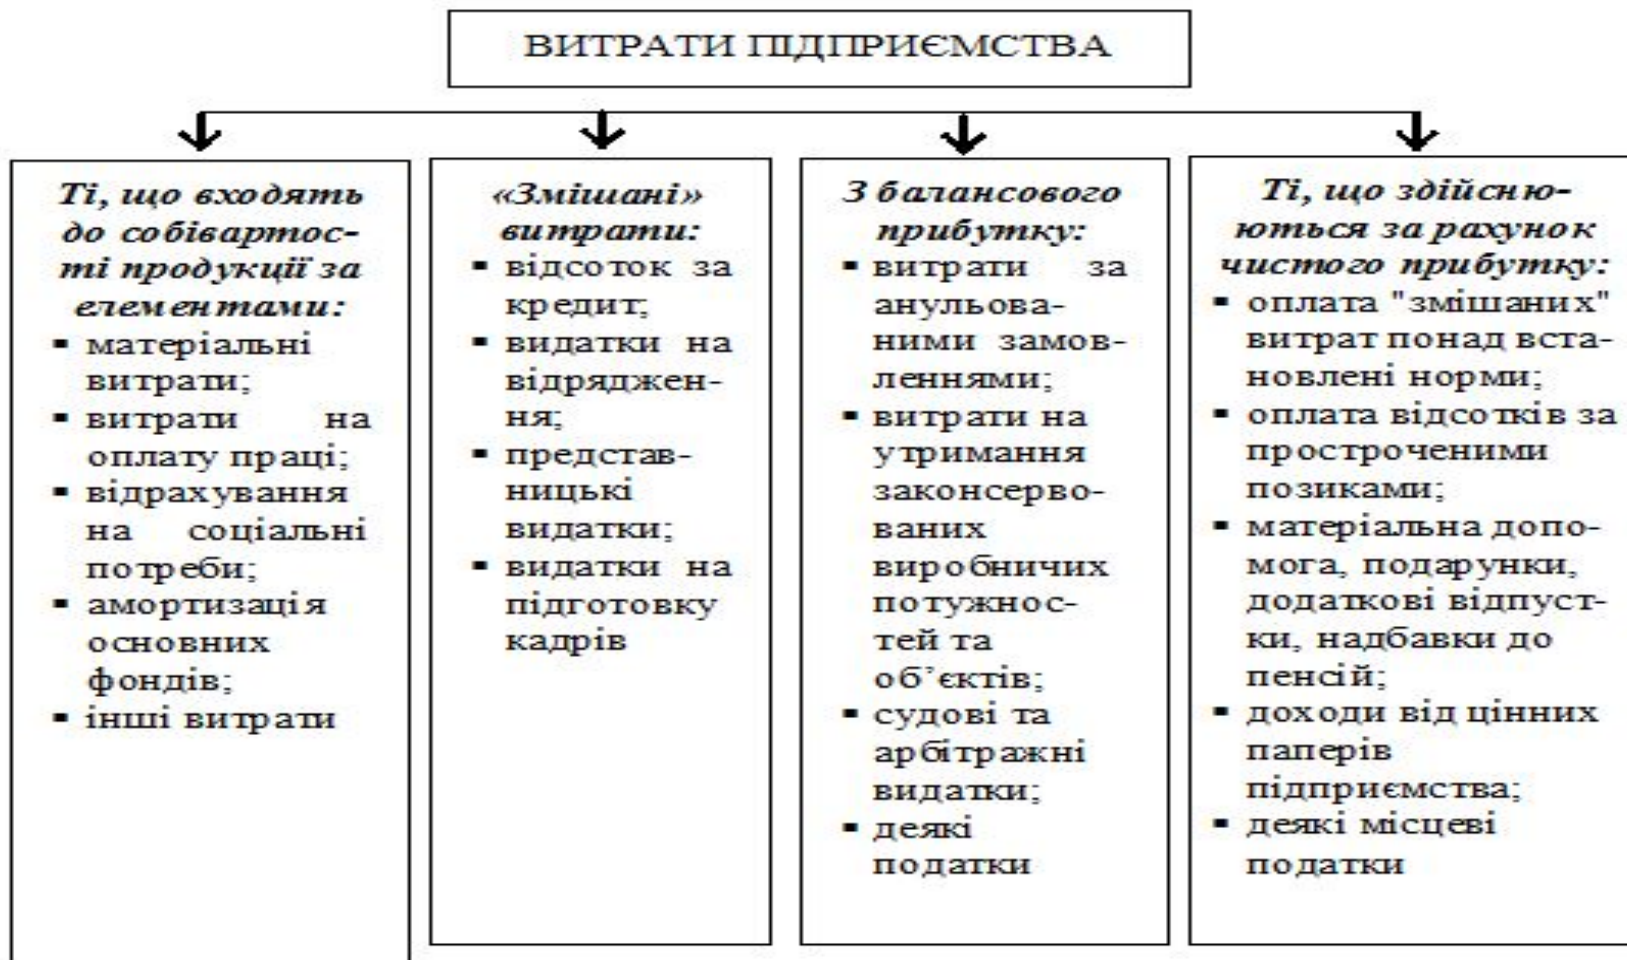 ВИТРАТИ ПІДПРИЄМСТВА
Ті, що входять
до собівартос-
ті продукції за
елементами:
▪ матеріальні
витрати;
▪ витрати на
оплату праці;
▪ відрахування
на соціальні
потреби;
▪ амортизація
основних
фондів;
▪ інші витрати
«Змішані»
витрати:
▪ відсоток за
кредит;
▪ видатки на
відряджен-
ня;
▪ представ-
ницькі
видатки;
▪ видатки на
підготовку
кадрів
З балансового
прибутку:
▪ витрати за
анульова-
ними замов-
леннями;
▪ витрати на
утримання
законсерво-
ваних
виробничих
потужнос-
тей та
об’єктів;
▪ судові та
арбітражні
видатки;
▪ деякі
податки
Ті, що здійсню-
ються за рахунок
чистого прибутку:
▪ оплата "змішаних"
витрат понад вста-
новлені норми;
▪ оплата відсотків за
простроченими
позиками;
▪ матеріальна допо-
мога, подарунки,
додаткові відпуст-
ки, надбавки до
пенсій;
▪ доходи від цінних
паперів
підприємства;
▪ деякі місцеві
податки